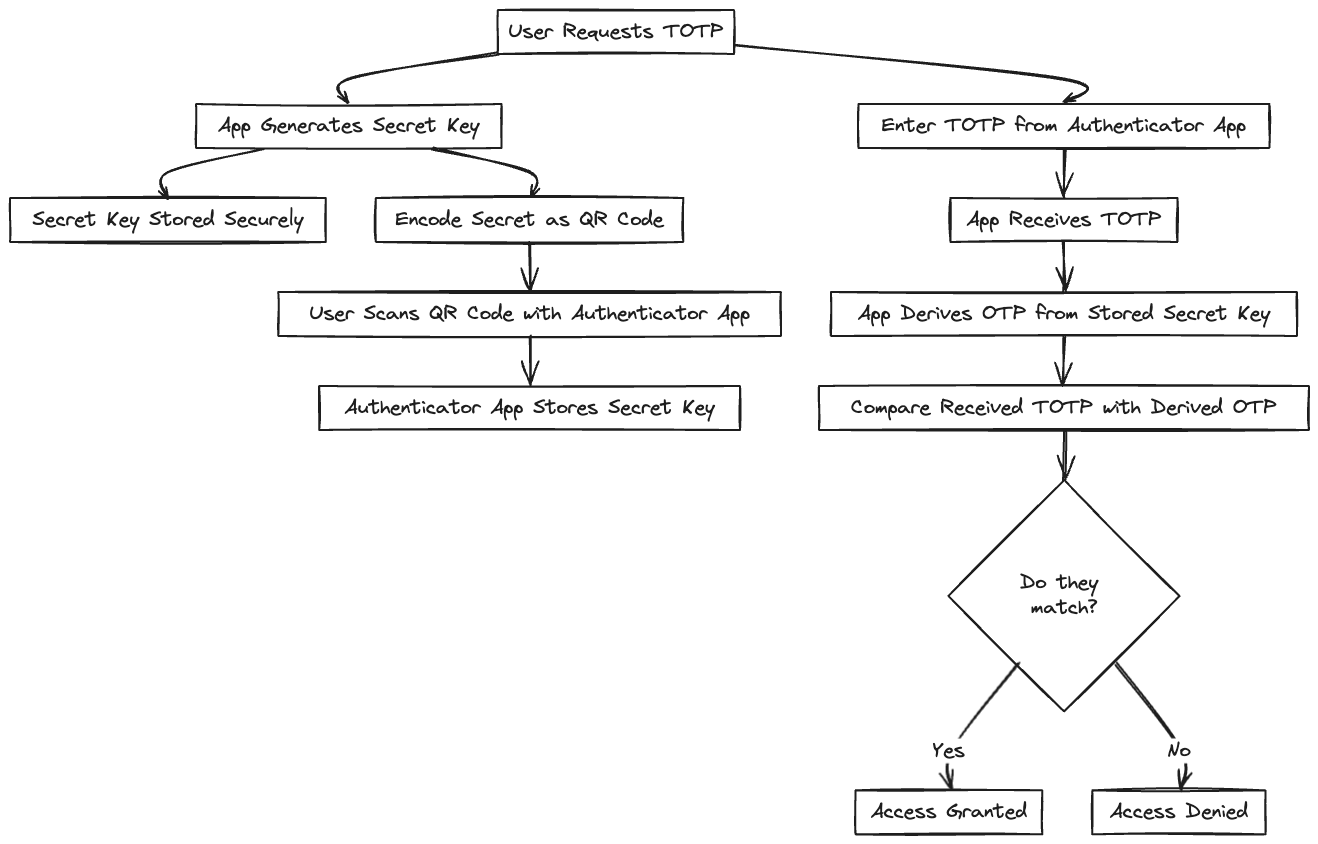 User Requests TOTP
App Generates Secret Key
Enter TOTP from Authenticator App
Secret Key Stored Securely
Encode Secret as QR Code
App Receives TOTP
User Scans QR Code with Authenticator App
App Derives OTP from Stored Secret Key
Authenticator App Stores Secret Key
Compare Received TOTP with Derived OTP
Do they
match?
Yes
No
Access Granted
Access Denied